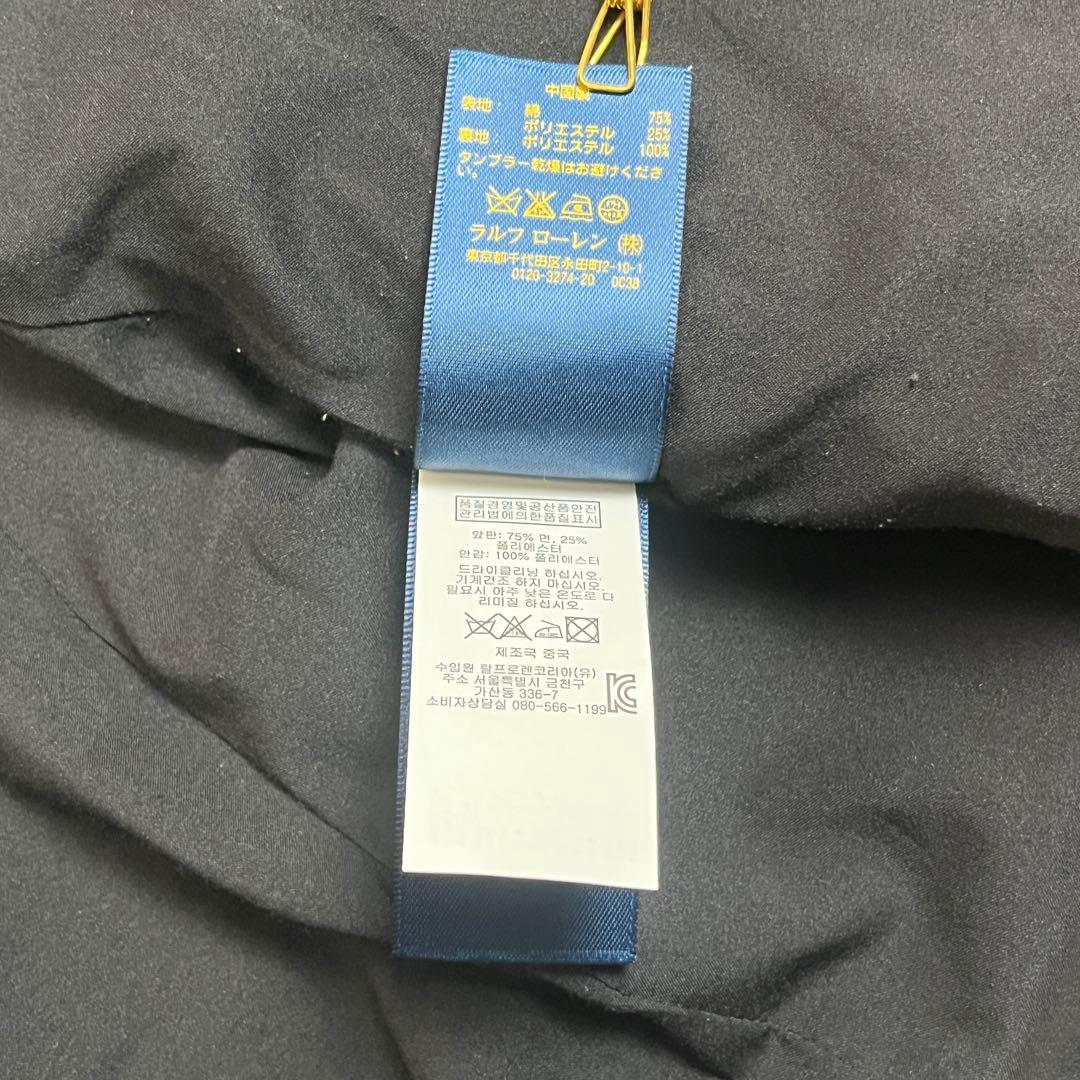 中国製
表地: 綿 75%
ポリエステル 25%
裏地: ポリエステル 100%
タンブラー乾燥はお避けくださ
い。
ラルフ ローレン (株)
東京都千代田区永田町2-10-1
0120-3274-20 DC38
품질경영및공산품안전
관리법에의한품질표시
앞판: 75% 면, 25%
폴리에스터
안감: 100% 폴리에스터
드라이클리닝 하십시오.
기계건조 하지 마십시오.
필요시 아주 낮은 온도로 다
리미질 하십시오.
제조국 중국
수입원 랄프로렌코리아(유)
주소 서울특별시 금천구
가산동 336-7
소비자상담실 080-566-1199